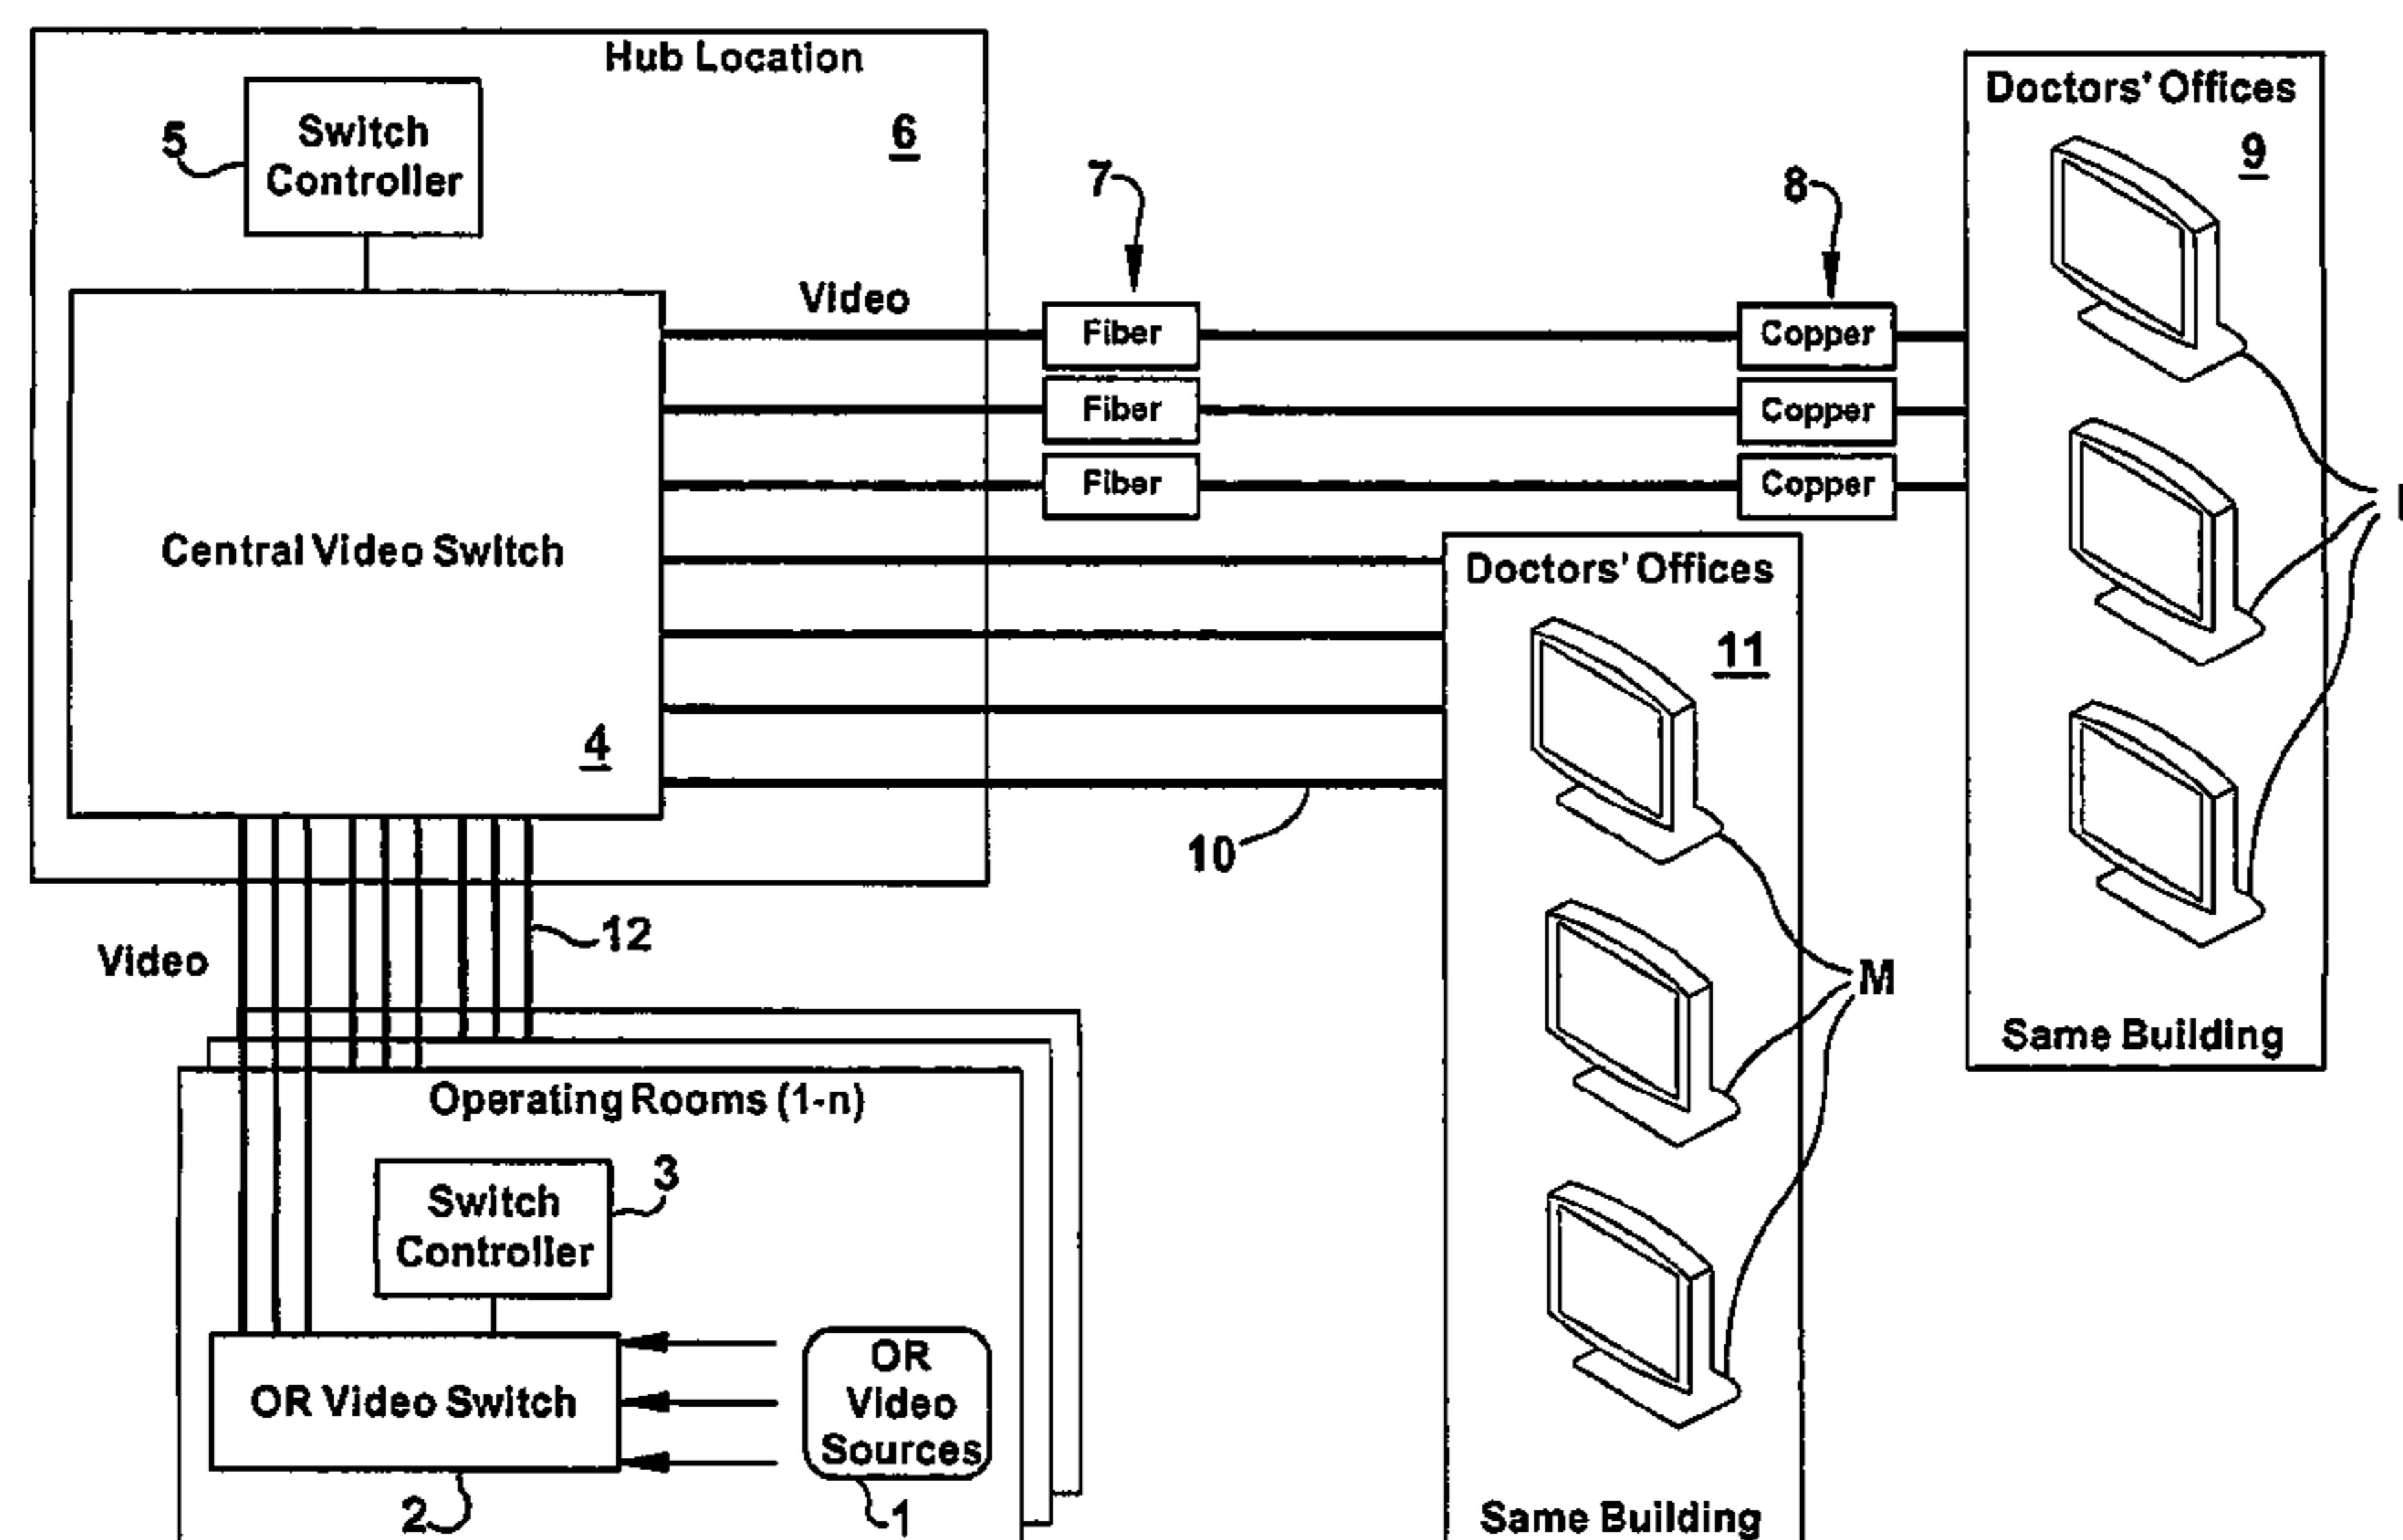 Hub Location
5
Switch
Controller
6
Video
Central Video Switch
4
7
Fiber
Fiber
Fiber
8
Copper
Copper
Copper
Doctors' Offices
9
Same Building
10
Doctors' Offices
11
M
Same Building
Video
12
Operating Rooms (1-n)
Switch
Controller
3
OR Video Switch
2
OR
Video
Sources
1